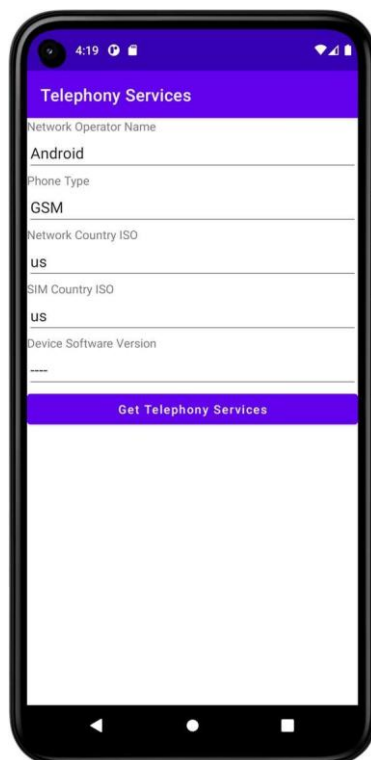 4:19
Telephony Services
Network Operator Name
Android
Phone Type
GSM
Network Country ISO
us
SIM Country ISO
us
Device Software Version
----
Get Telephony Services